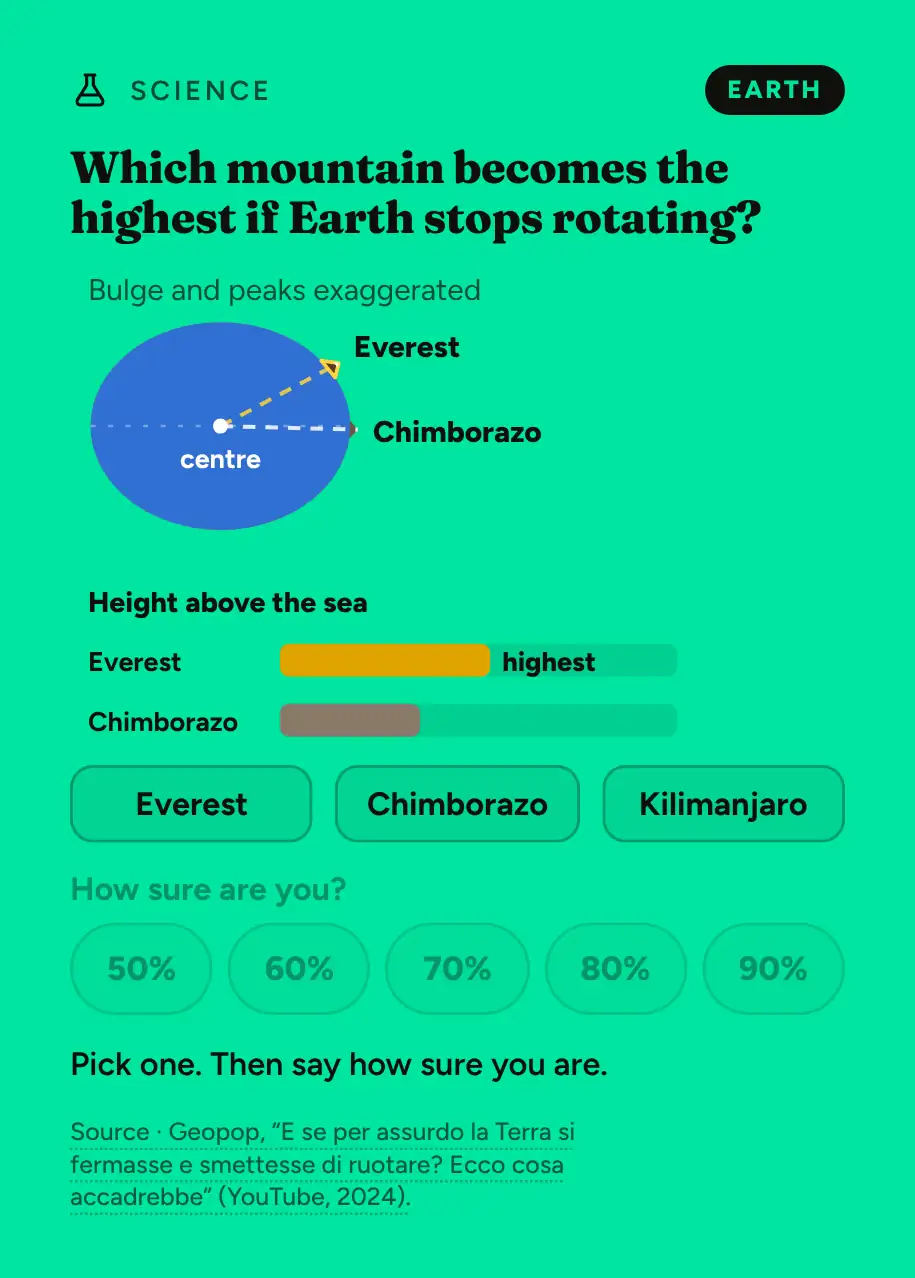 SCIENCE
EARTH
Which mountain becomes the
highest if Earth stops rotating?
Bulge and peaks exaggerated
Everest
Chimborazo
centre
Height above the sea
Everest
highest
Chimborazo
Everest
Chimborazo
Kilimanjaro
How sure are you?
50%
60%
70%
80%
90%
Pick one. Then say how sure you are.
Source · Geopop, “E se per assurdo la Terra si
fermasse e smettesse di ruotare? Ecco cosa
accadrebbe” (YouTube, 2024).